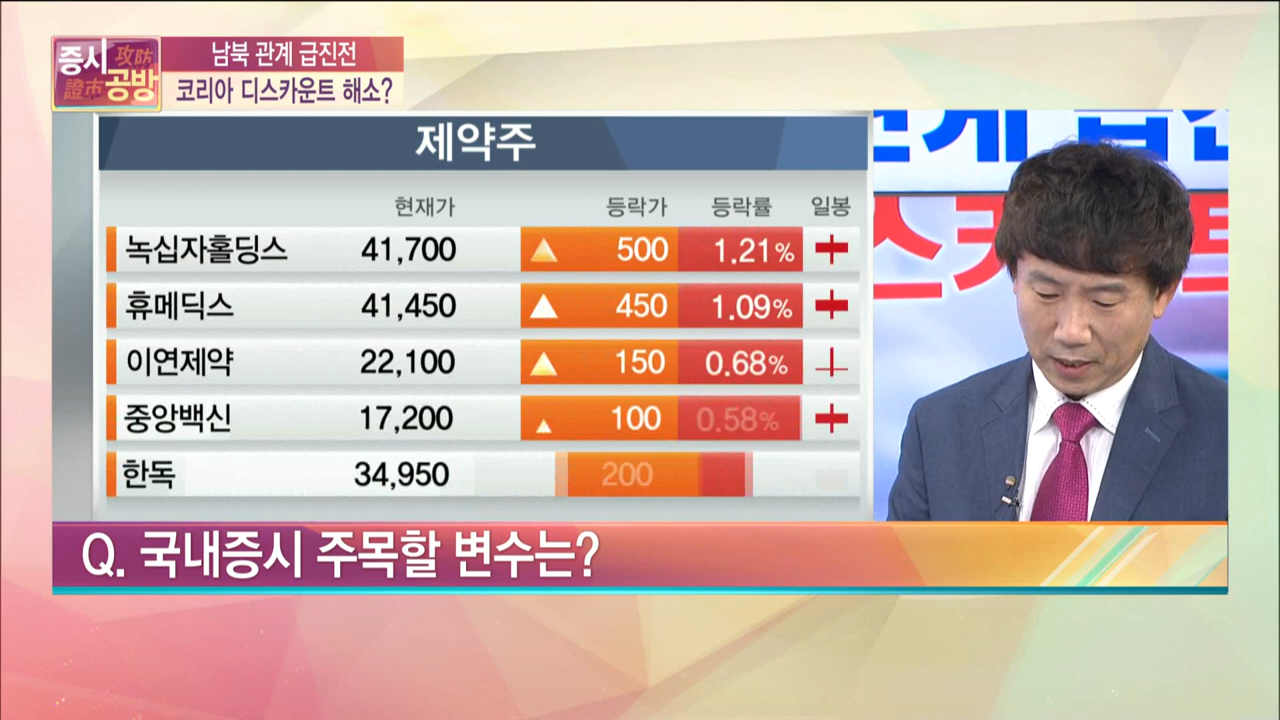 증시 攻防
證市 공방
남북 관계 급진전
코리아 디스카운트 해소?
제약주
현재가 등락가 등락률 일봉
녹십자홀딩스 41,700 500 1.21%
휴메딕스 41,450 450 1.09%
이연제약 22,100 150 0.68%
중앙백신 17,200 100 0.58%
한독 34,950 200
Q. 국내증시 주목할 변수는?